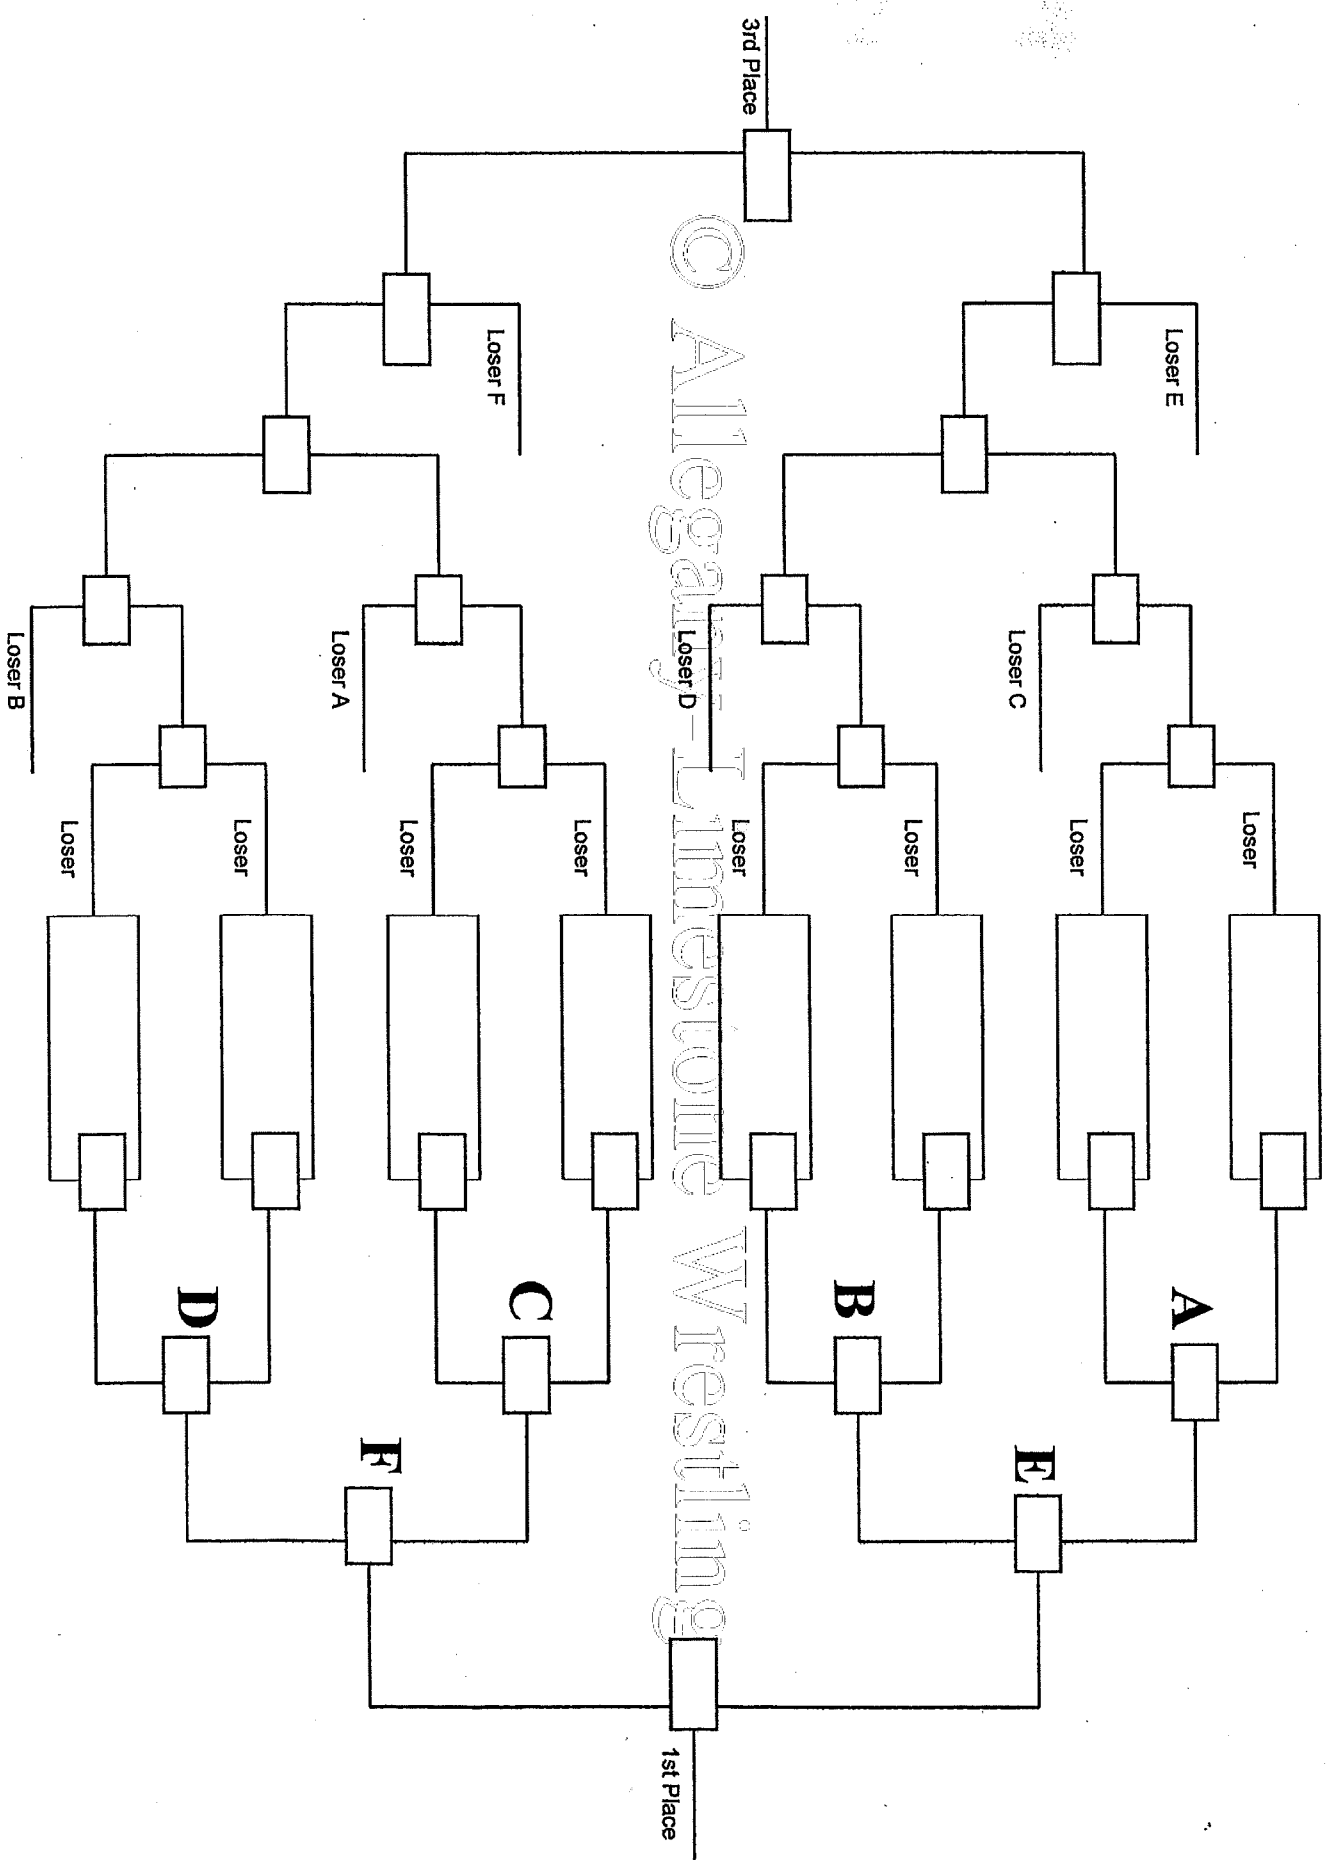 3rd Place
Loser E
Loser F
Loser C
Loser D
Loser A
Loser B
Loser
Loser
Loser
Loser
Loser
Loser
Loser
Loser
© Allegany-Limestone Wrestling
A
B
C
D
E
F
1st Place